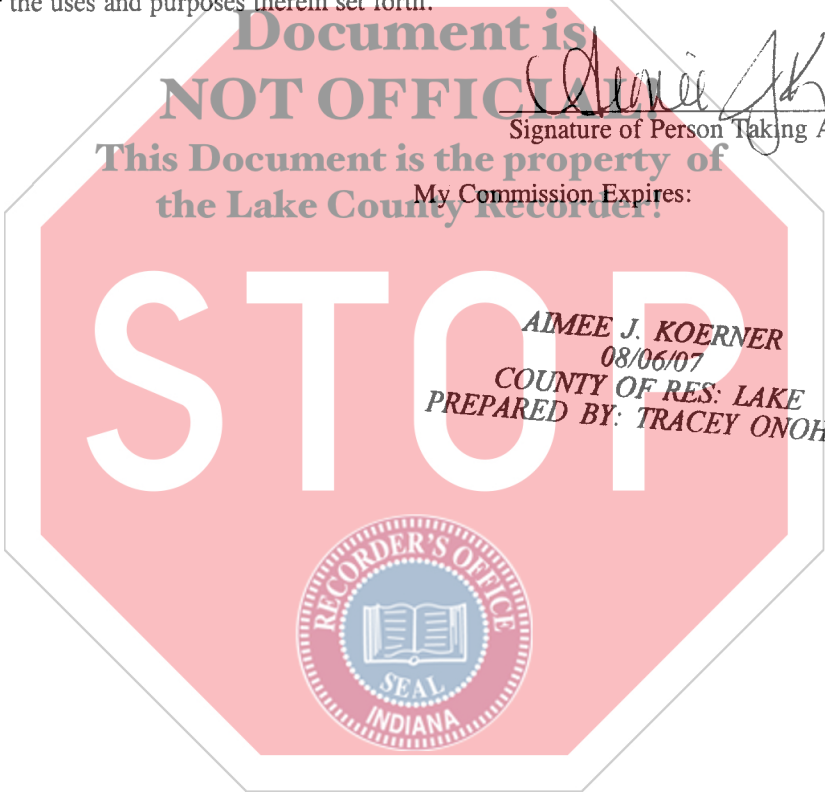 the uses and purposes therein set forth.
Document is
NOT OFFICIAL!
This Document is the property of
the Lake County Recorder!
Signature of Person Taking A
My Commission Expires:
STOP
AIMEE J. KOERNER
08/06/07
COUNTY OF RES: LAKE
PREPARED BY: TRACEY ONOH
RECORDER'S OFFICE
SEAL
INDIANA